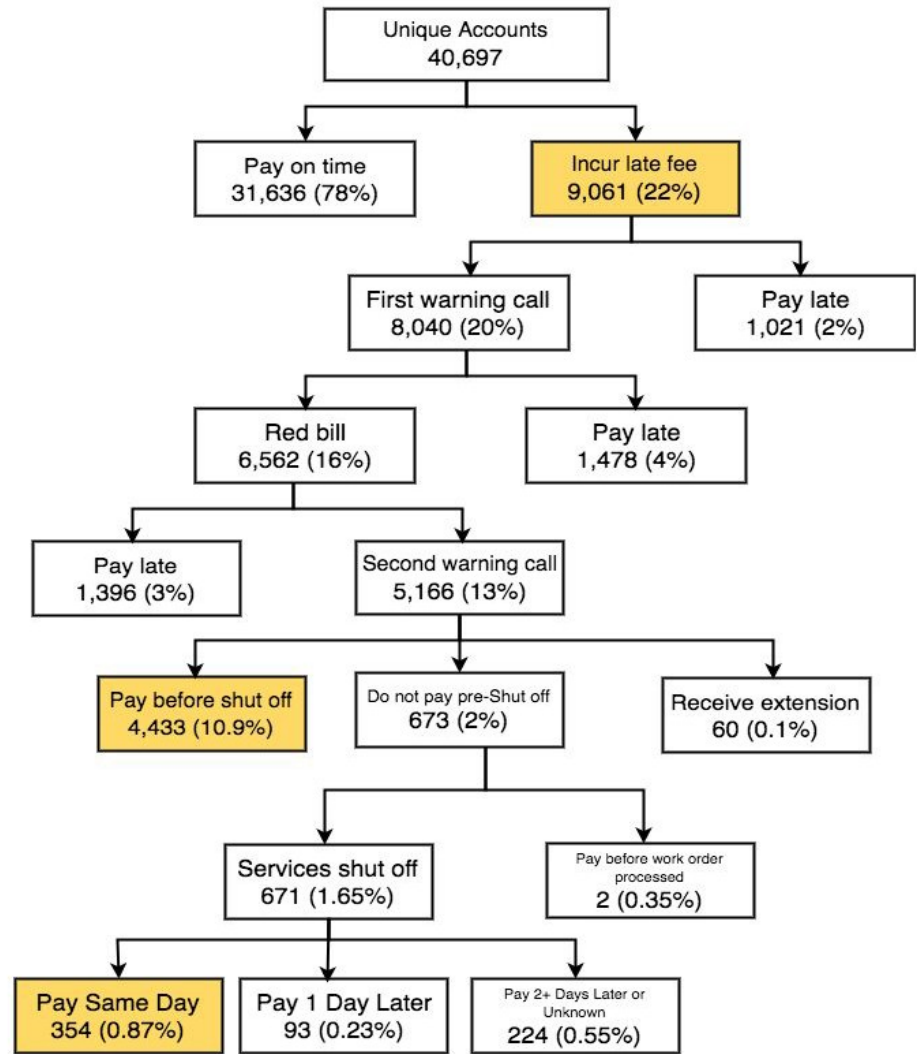 Unique Accounts
40,697
Pay on time
31,636 (78%)
Incur late fee
9,061 (22%)
First warning call
8,040 (20%)
Pay late
1,021 (2%)
Red bill
6,562 (16%)
Pay late
1,478 (4%)
Pay late
1,396 (3%)
Second warning call
5,166 (13%)
Pay before shut off
4,433 (10.9%)
Do not pay pre-Shut off
673 (2%)
Receive extension
60 (0.1%)
Services shut off
671 (1.65%)
Pay before work order
processed
2 (0.35%)
Pay Same Day
354 (0.87%)
Pay 1 Day Later
93 (0.23%)
Pay 2+ Days Later or
Unknown
224 (0.55%)